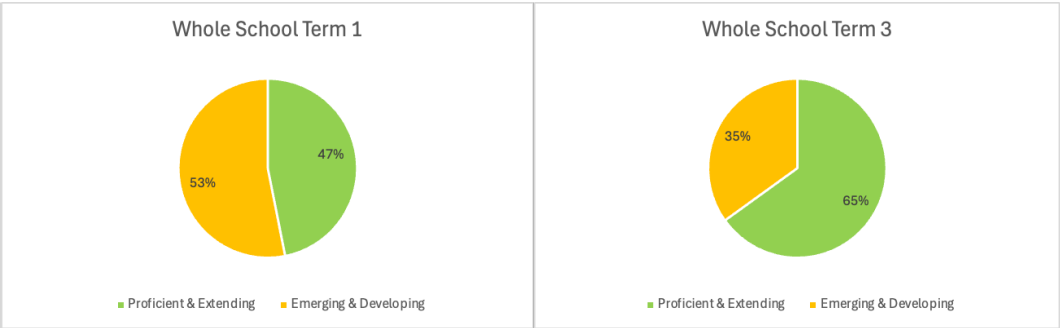 Whole School Term 1
47%
53%
Proficient & Extending
Emerging & Developing
Whole School Term 3
35%
65%
Proficient & Extending
Emerging & Developing